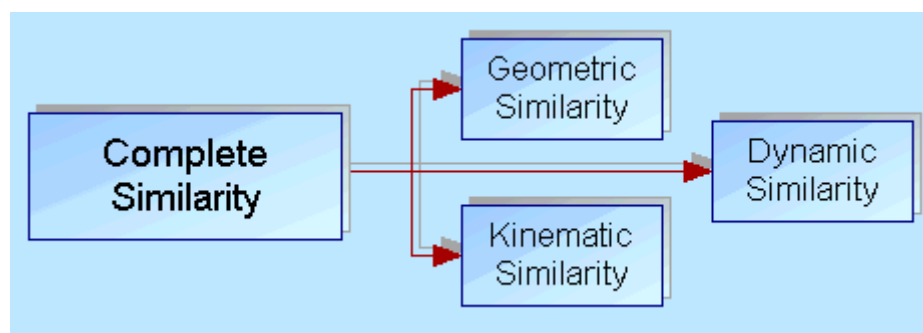 Complete
Similarity
Geometric
Similarity
Kinematic
Similarity
Dynamic
Similarity